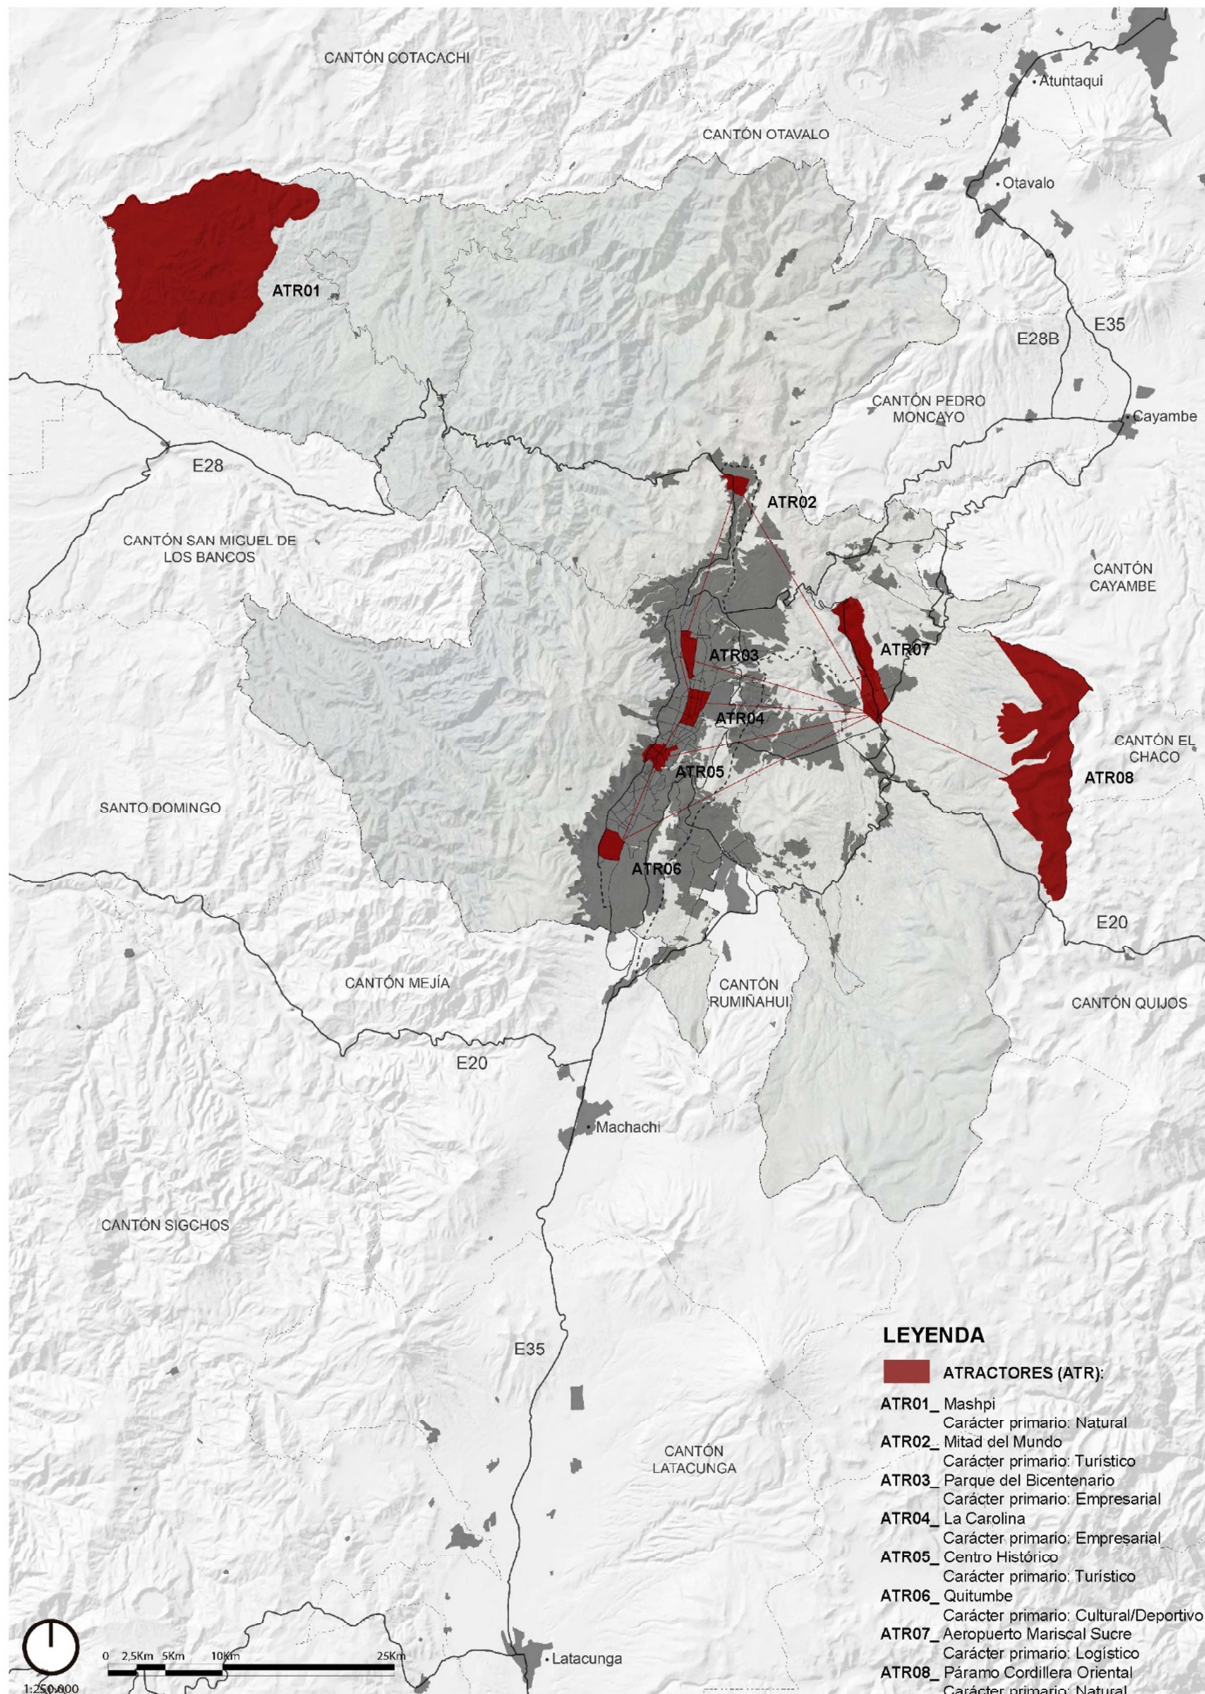 CANTÓN COTACACHI
Atuntaqui
CANTÓN OTAVALO
Otavalo
ATR01
E28B
E35
CANTÓN PEDRO
MONCAYO
Cayambe
E28
ATR02
CANTÓN SAN MIGUEL DE
LOS BANCOS
CANTÓN
CAYAMBE
ATR03
ATR07
ATR04
CANTÓN EL
CHACO
ATR05
ATR08
SANTO DOMINGO
ATR06
E20
CANTÓN MEJÍA
CANTÓN
RUMIÑAHUI
CANTÓN QUIJOS
E20
Machachi
CANTÓN SIGCHOS
E35
CANTÓN
LATACUNGA
Latacunga
LEYENDA
ATRACTORES (ATR):
ATR01_ Mashpi
Carácter primario: Natural
ATR02_ Mitad del Mundo
Carácter primario: Turístico
ATR03_ Parque del Bicentenario
Carácter primario: Empresarial
ATR04_ La Carolina
Carácter primario: Empresarial
ATR05_ Centro Histórico
Carácter primario: Turístico
ATR06_ Quitumbe
Carácter primario: Cultural/Deportivo
ATR07_ Aeropuerto Mariscal Sucre
Carácter primario: Logístico
ATR08_ Páramo Cordillera Oriental
Carácter primario: Natural
0 2,5Km 5Km 10Km 25Km
1:250.000